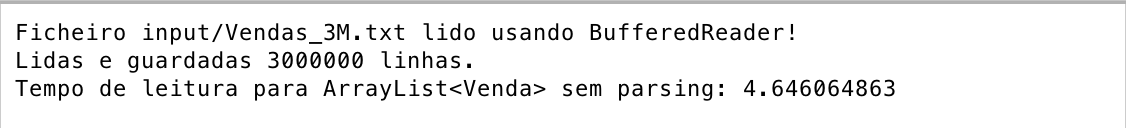 Ficheiro input/Vendas_3M.txt lido usando BufferedReader!
Lidas e guardadas 3000000 linhas.
Tempo de leitura para ArrayList<Venda> sem parsing: 4.646064863